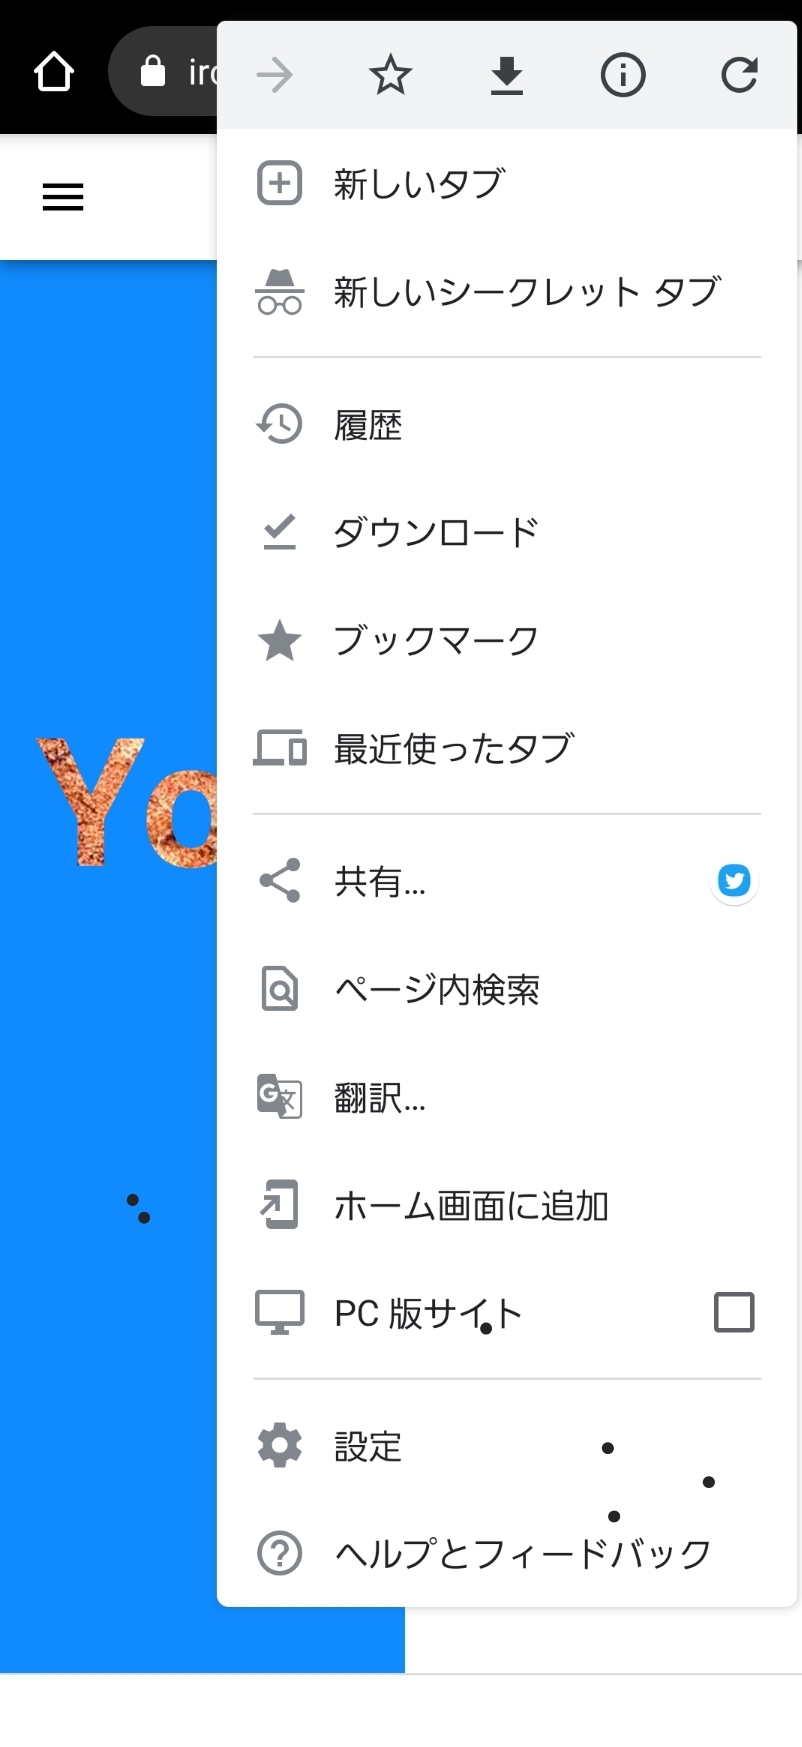 新しいタブ
新しいシークレット タブ
履歴
ダウンロード
ブックマーク
最近使ったタブ
Yo
共有...
ページ内検索
翻訳...
ホーム画面に追加
PC 版サイト
設定
ヘルプとフィードバック